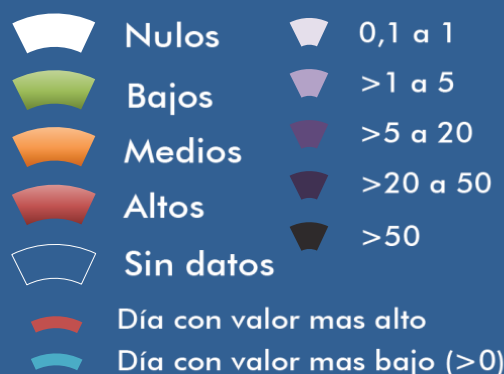 Nulos
Bajos
Medios
Altos
Sin datos
0,1 a 1
>1 a 5
>5 a 20
>20 a 50
>50
Día con valor mas alto
Día con valor mas bajo (>0)